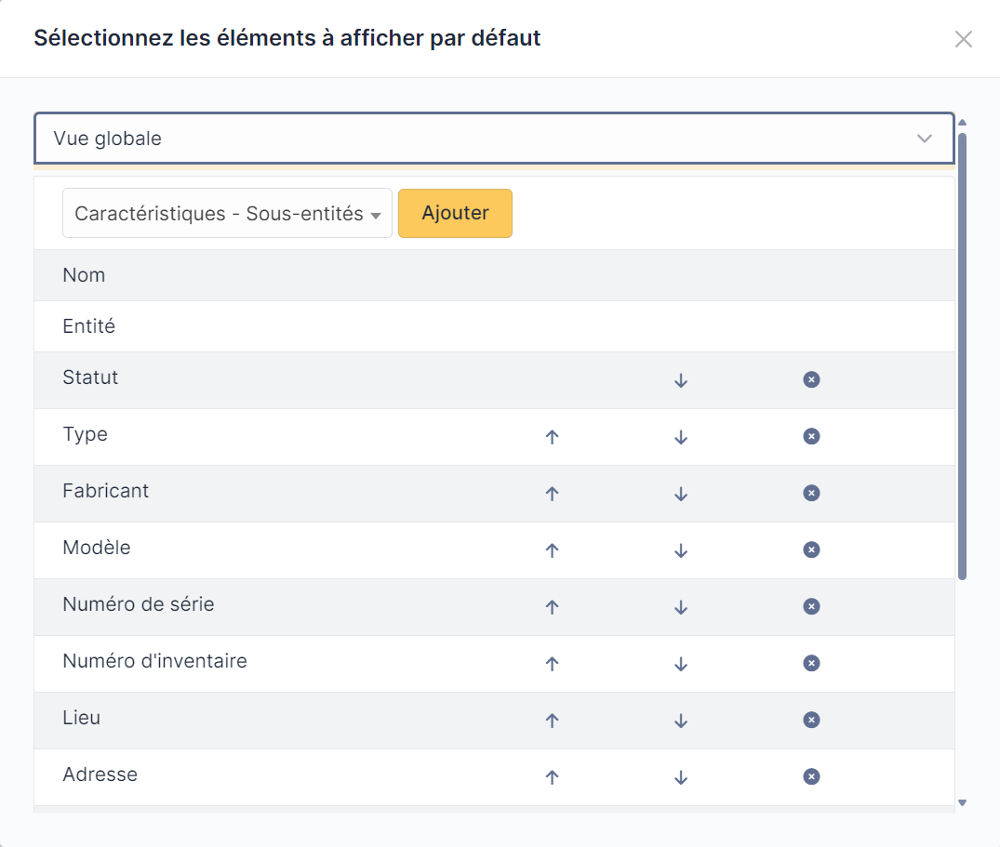 Sélectionnez les éléments à afficher par défaut
Vue globale
Caractéristiques - Sous-entités
Ajouter
Nom
Entité
Statut
Type
Fabricant
Modèle
Numéro de série
Numéro d'inventaire
Lieu
Adresse